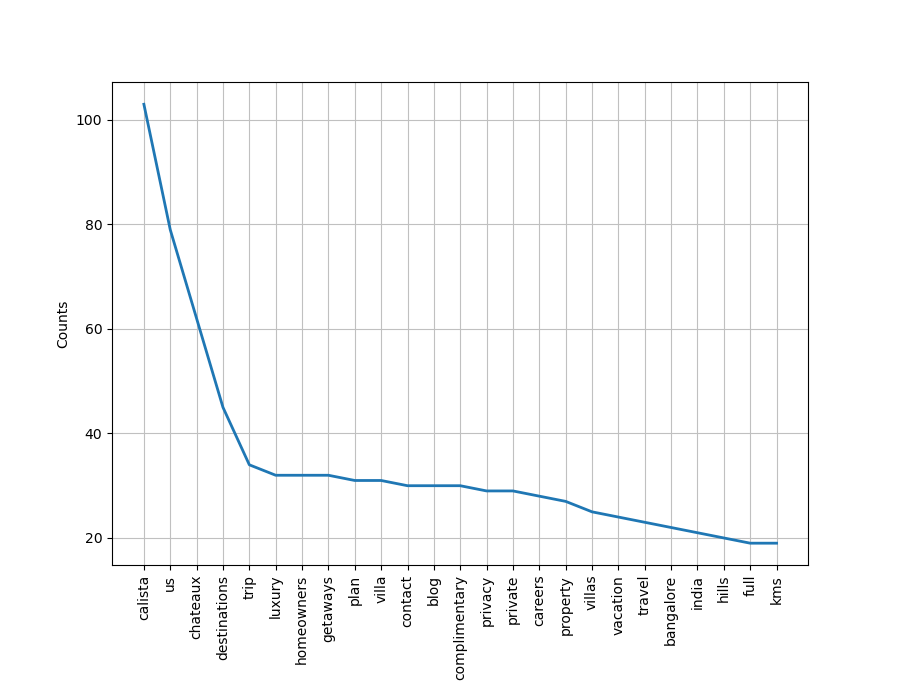 100
80
60
40
20
Counts
calista
us
chateaux
destinations
trip
luxury
homeowners
getaways
plan
villa
contact
blog
complimentary
privacy
private
careers
property
villas
vacation
travel
bangalore
india
hills
full
kms